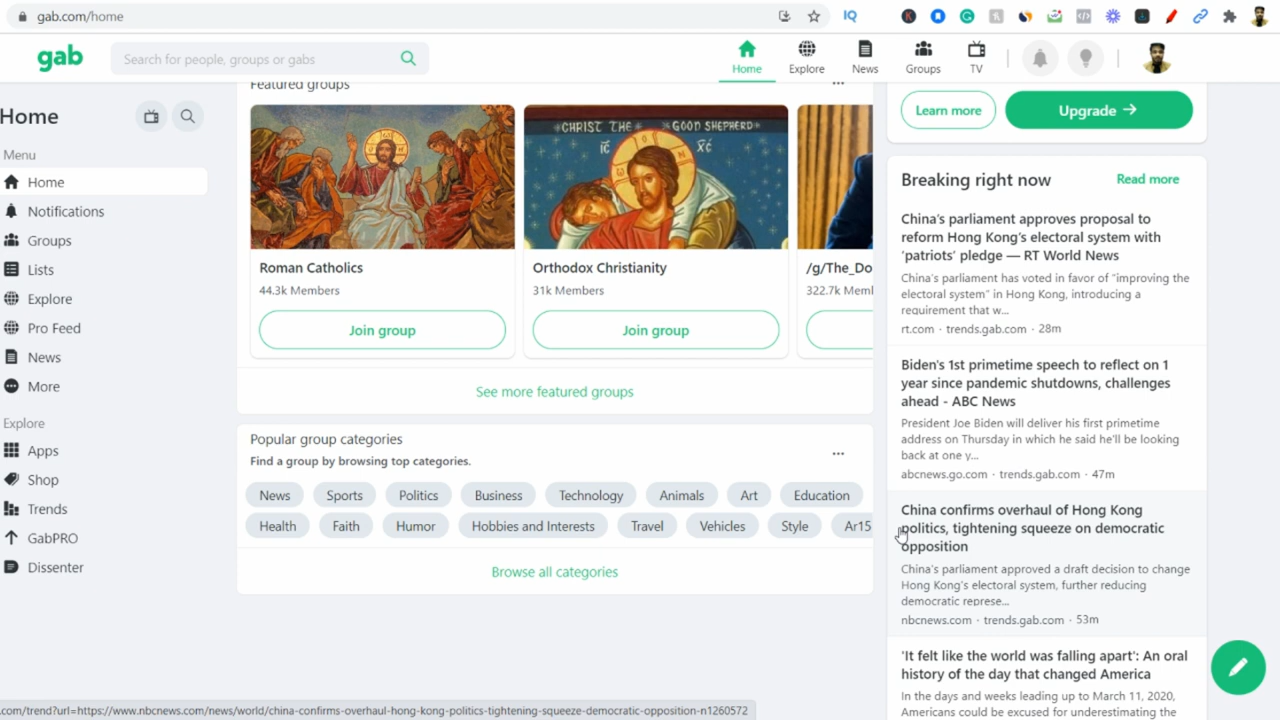 gab.com/home
IQ
gab
Search for people, groups or gabs
Home
Explore
News
Groups
TV
Home
Menu
Home
Notifications
Groups
Lists
Explore
Pro Feed
News
More
Explore
Apps
Shop
Trends
GabPRO
Dissenter
Featured groups
CHRIST THE GOOD SHEPHERD
Roman Catholics
44.3k Members
Join group
Orthodox Christianity
31k Members
Join group
/g/The_Do
322.7k Meml
See more featured groups
Popular group categories
Find a group by browsing top categories.
News Sports Politics Business Technology Animals Art Education
Health Faith Humor Hobbies and Interests Travel Vehicles Style Ar15
Browse all categories
Learn more
Upgrade →
Breaking right now
Read more
China's parliament approves proposal to
reform Hong Kong's electoral system with
'patriots' pledge — RT World News
China's parliament has voted in favor of "improving the
electoral system" in Hong Kong, introducing a
requirement that w...
rt.com · trends.gab.com · 28m
Biden's 1st primetime speech to reflect on 1
year since pandemic shutdowns, challenges
ahead - ABC News
President Joe Biden will deliver his first primetime
address on Thursday in which he said he'll be looking
back at one y...
abcnews.go.com · trends.gab.com · 47m
China confirms overhaul of Hong Kong
politics, tightening squeeze on democratic
opposition
China's parliament approved a draft decision to change
Hong Kong's electoral system, further reducing
democratic represe...
nbcnews.com · trends.gab.com · 53m
'It felt like the world was falling apart': An oral
history of the day that changed America
In the days and weeks leading up to March 11, 2020,
Americans could be excused for underestimating the
.com/trend?url=https://www.nbcnews.com/news/world/china-confirms-overhaul-hong-kong-politics-tightening-squeeze-democratic-opposition-n1260572